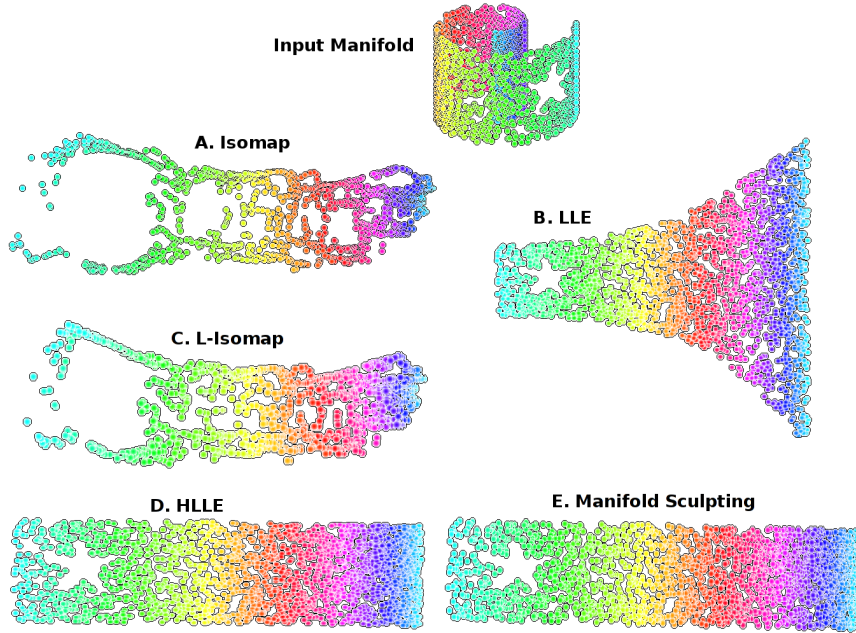 Input Manifold
A. Isomap
B. LLE
C. L-Isomap
D. HLLE
E. Manifold Sculpting